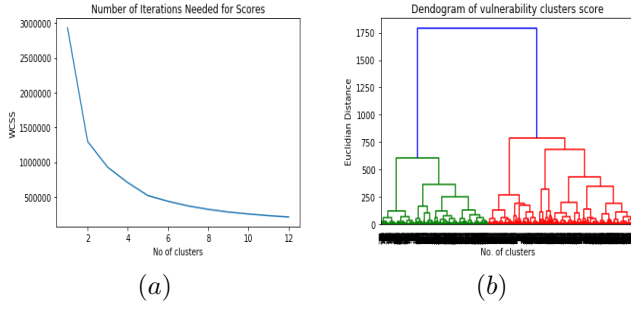 Number of Iterations Needed for Scores
3000000
2500000
2000000
1500000
1000000
500000
WCSS
2 4 6 8 10 12
No of clusters
(a)
Dendogram of vulnerability clusters score
1750
1500
1250
1000
750
500
250
0
Euclidian Distance
No. of clusters
(b)